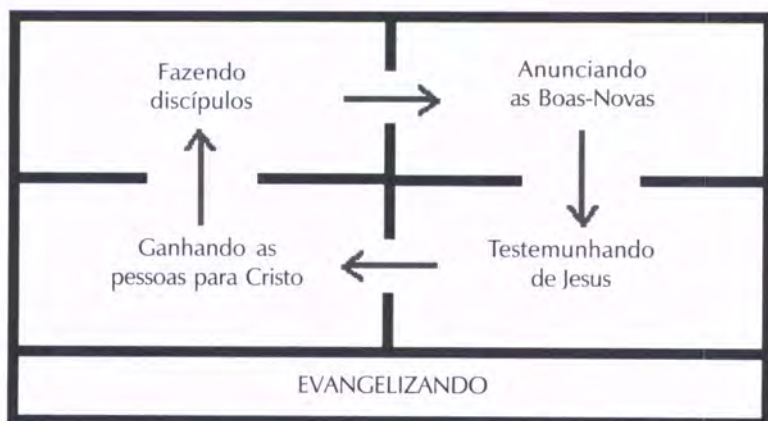 Fazendo
discípulos
Anunciando
as Boas-Novas
Ganhando as
pessoas para Cristo
Testemunhando
de Jesus
EVANGELIZANDO